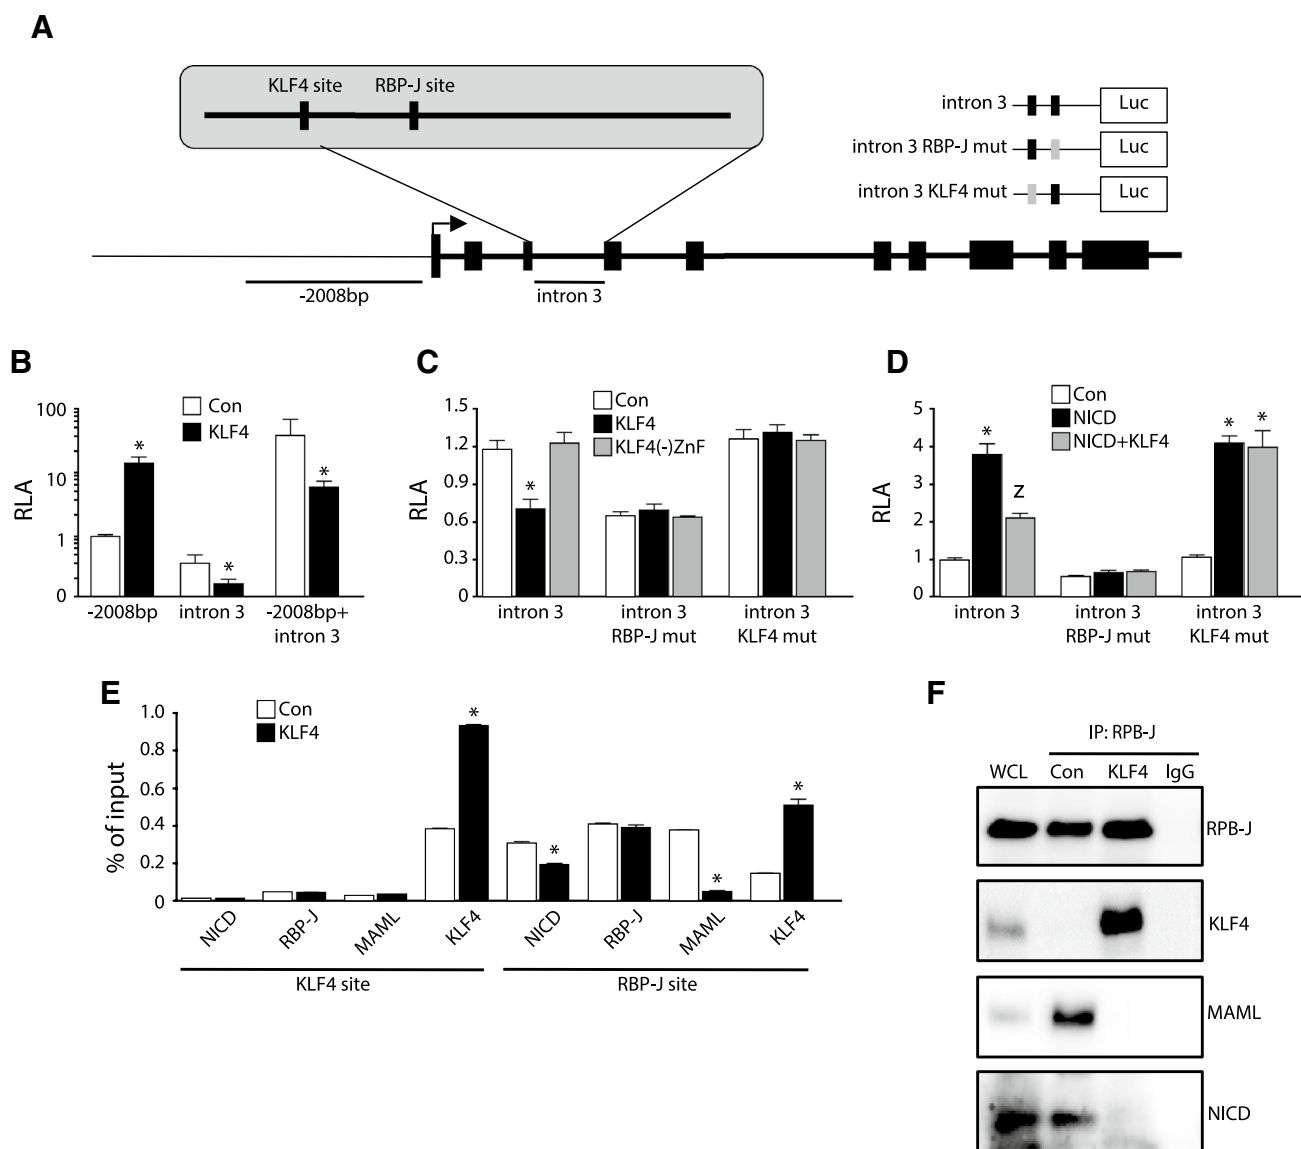 A
KLF4 site
RBP-J site
intron 3
Luc
intron 3 RBP-J mut
Luc
intron 3 KLF4 mut
Luc
-2008bp
intron 3
B
RLA
100
10
1
0
Con
KLF4
*
*
*
-2008bp
intron 3
-2008bp+
intron 3
C
RLA
1.5
1.2
0.9
0.6
0.3
0
Con
KLF4
KLF4(-)ZnF
*
intron 3
intron 3
RBP-J mut
intron 3
KLF4 mut
D
RLA
5
4
3
2
1
0
Con
NICD
NICD+KLF4
*
z
*
*
intron 3
intron 3
RBP-J mut
intron 3
KLF4 mut
E
% of input
1.0
0.8
0.6
0.4
0.2
0
Con
KLF4
*
*
*
*
NICD
RBP-J
MAML
KLF4
NICD
RBP-J
MAML
KLF4
KLF4 site
RBP-J site
F
IP: RPB-J
WCL
Con
KLF4
IgG
RPB-J
KLF4
MAML
NICD